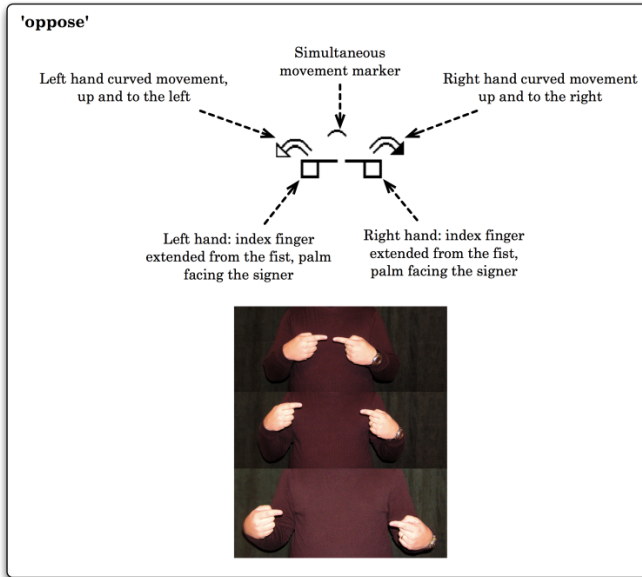 'oppose'
Simultaneous
movement marker
Left hand curved movement,
up and to the left
Right hand curved movement
up and to the right
Left hand: index finger
extended from the fist, palm
facing the signer
Right hand: index finger
extended from the fist,
palm facing the signer